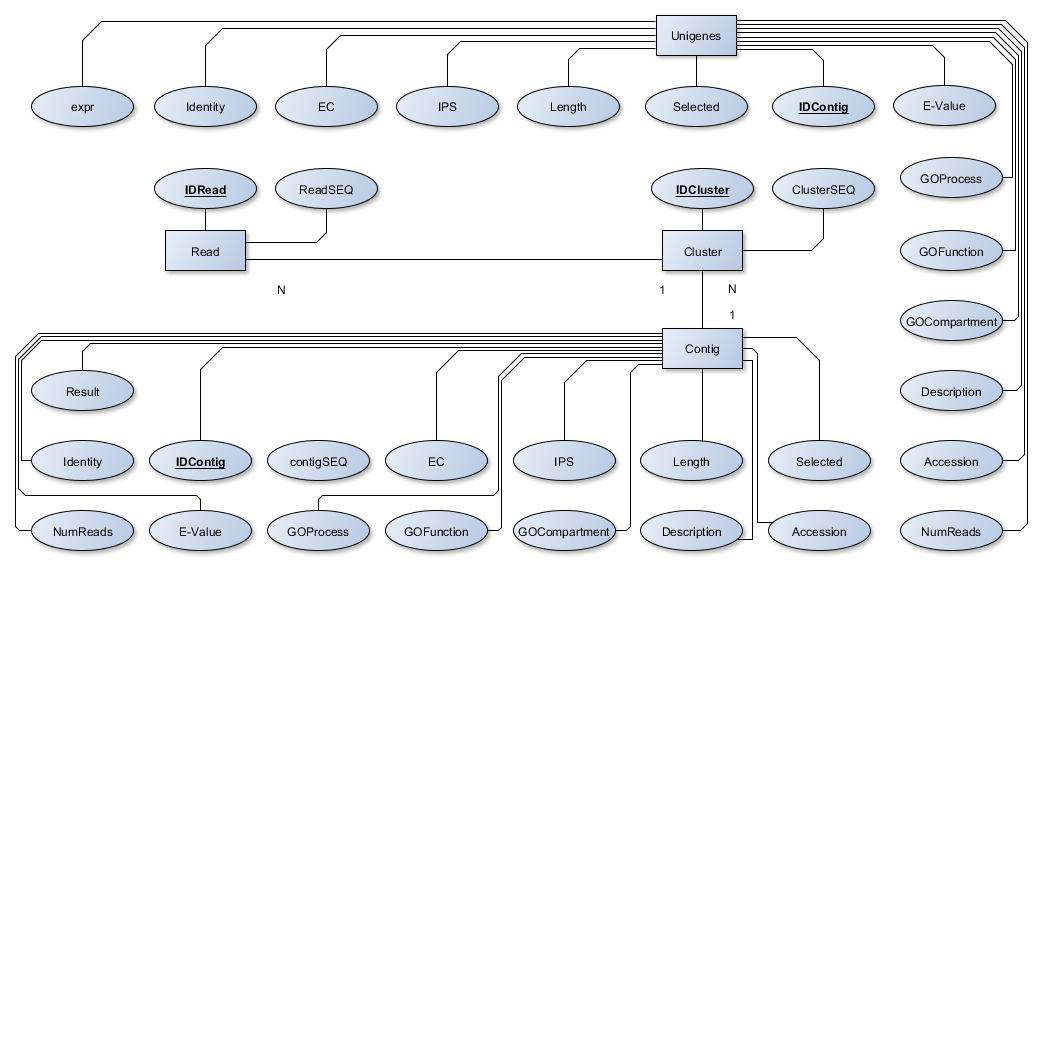 Unigenes
expr
Identity
EC
IPS
Length
Selected
IDContig
E-Value
IDRead
ReadSEQ
IDCluster
ClusterSEQ
GOProcess
Read
Cluster
GOFunction
N
1
N
1
GOCompartment
Contig
Result
Description
Identity
IDContig
contigSEQ
EC
IPS
Length
Selected
Accession
NumReads
E-Value
GOProcess
GOFunction
GOCompartment
Description
Accession
NumReads